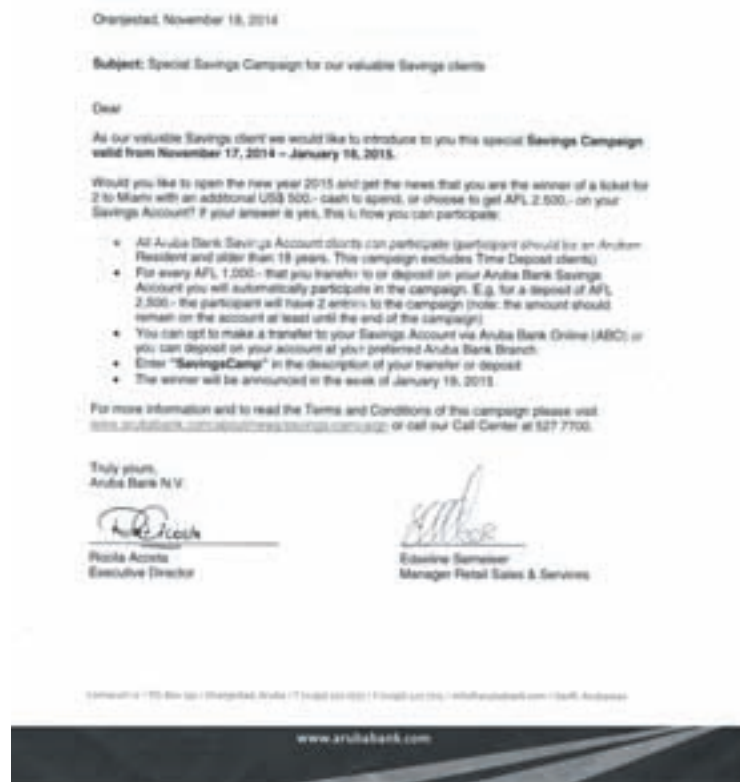 Oranjestad, November 18, 2014
Subject: Special Savings Campaign for our valuable Savings clients
Dear
As our valuable Savings client we would like to introduce to you this special Savings Campaign
valid from November 17, 2014 – January 16, 2015.
Would you like to open the new year 2015 and get the news that you are the winner of a ticket for
2 to Miami with an additional US$ 500.- cash to spend, or choose to get AFL 2.500,- on your
Savings Account? If your answer is yes, this is how you can participate:
• All Aruba Bank Savings Account clients can participate (participant should be an Aruban
Resident and older than 18 years. This campaign excludes Time Deposit clients)
• For every AFL 1,000.- that you transfer to or deposit on your Aruba Bank Savings
Account you will automatically participate in the campaign. E.g. for a deposit of AFL
2,500.- the participant will have 2 entries to the campaign (note: the amount should
remain on the account at least until the end of the campaign)
• You can opt to make a transfer to your Savings Account via Aruba Bank Online (ABO) or
you can deposit on your account at your preferred Aruba Bank Branch
• Enter "SavingsCamp" in the description of your transfer or deposit
• The winner will be announced in the week of January 19, 2015
For more information and to read the Terms and Conditions of this campaign please visit
www.arubabank.com/about/news/savings-campaign or call our Call Center at 527 7700.
Truly yours,
Aruba Bank N.V.
Acosta
Executive Director
Manager Retail Sales & Services
www.arubabank.com